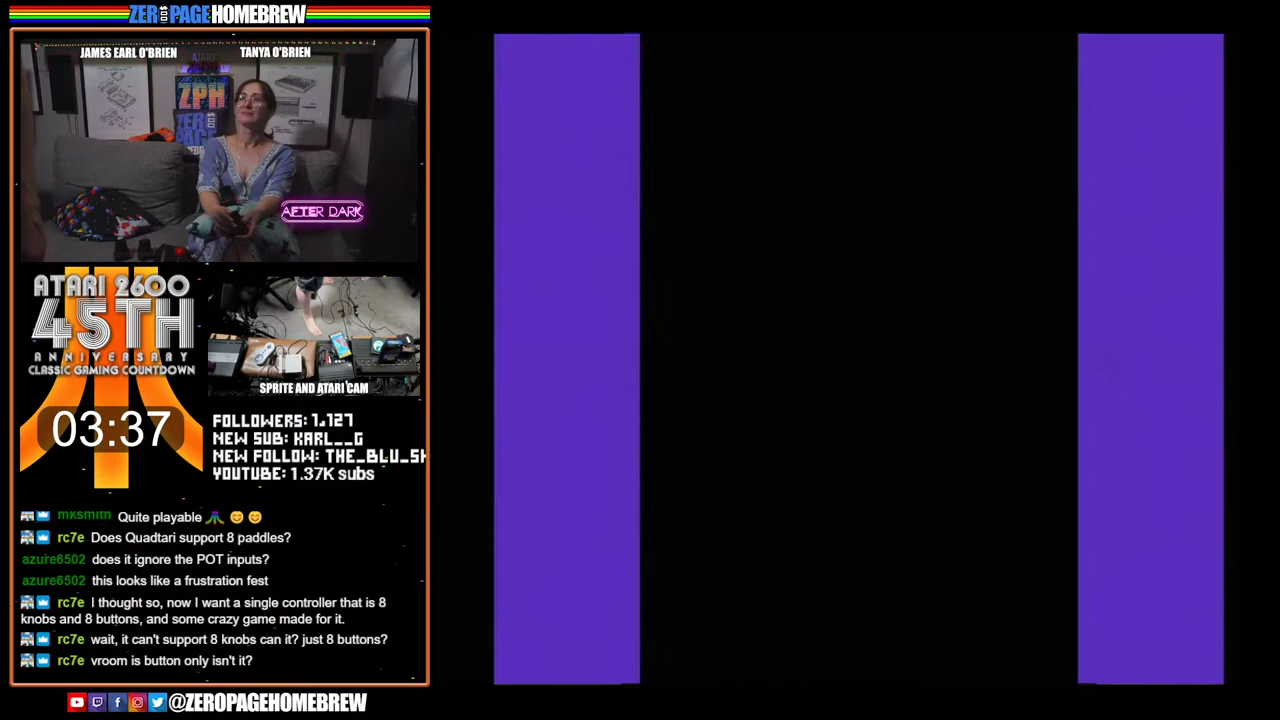 ZEROPAGEHOMEBREW
JAMES EARL O'BRIEN
TANYA O'BRIEN
ZPH
AFTER DARK
ATARI 2600
45TH
ANNIVERSARY
CLASSIC GAMING COUNTDOWN
03:37
SPRITE AND ATARI CAM
FOLLOWERS: 1,127
NEW SUB: KARL__G
NEW FOLLOW: THE_BLU_SH
YOUTUBE: 1.37K subs
mksmith Quite playable
rc7e Does Quadtari support 8 paddles?
azure6502 does it ignore the POT inputs?
azure6502 this looks like a frustration fest
rc7e I thought so, now I want a single controller that is 8
knobs and 8 buttons, and some crazy game made for it.
rc7e wait, it can't support 8 knobs can it? just 8 buttons?
rc7e vroom is button only isn't it?
@ZEROPAGEHOMEBREW